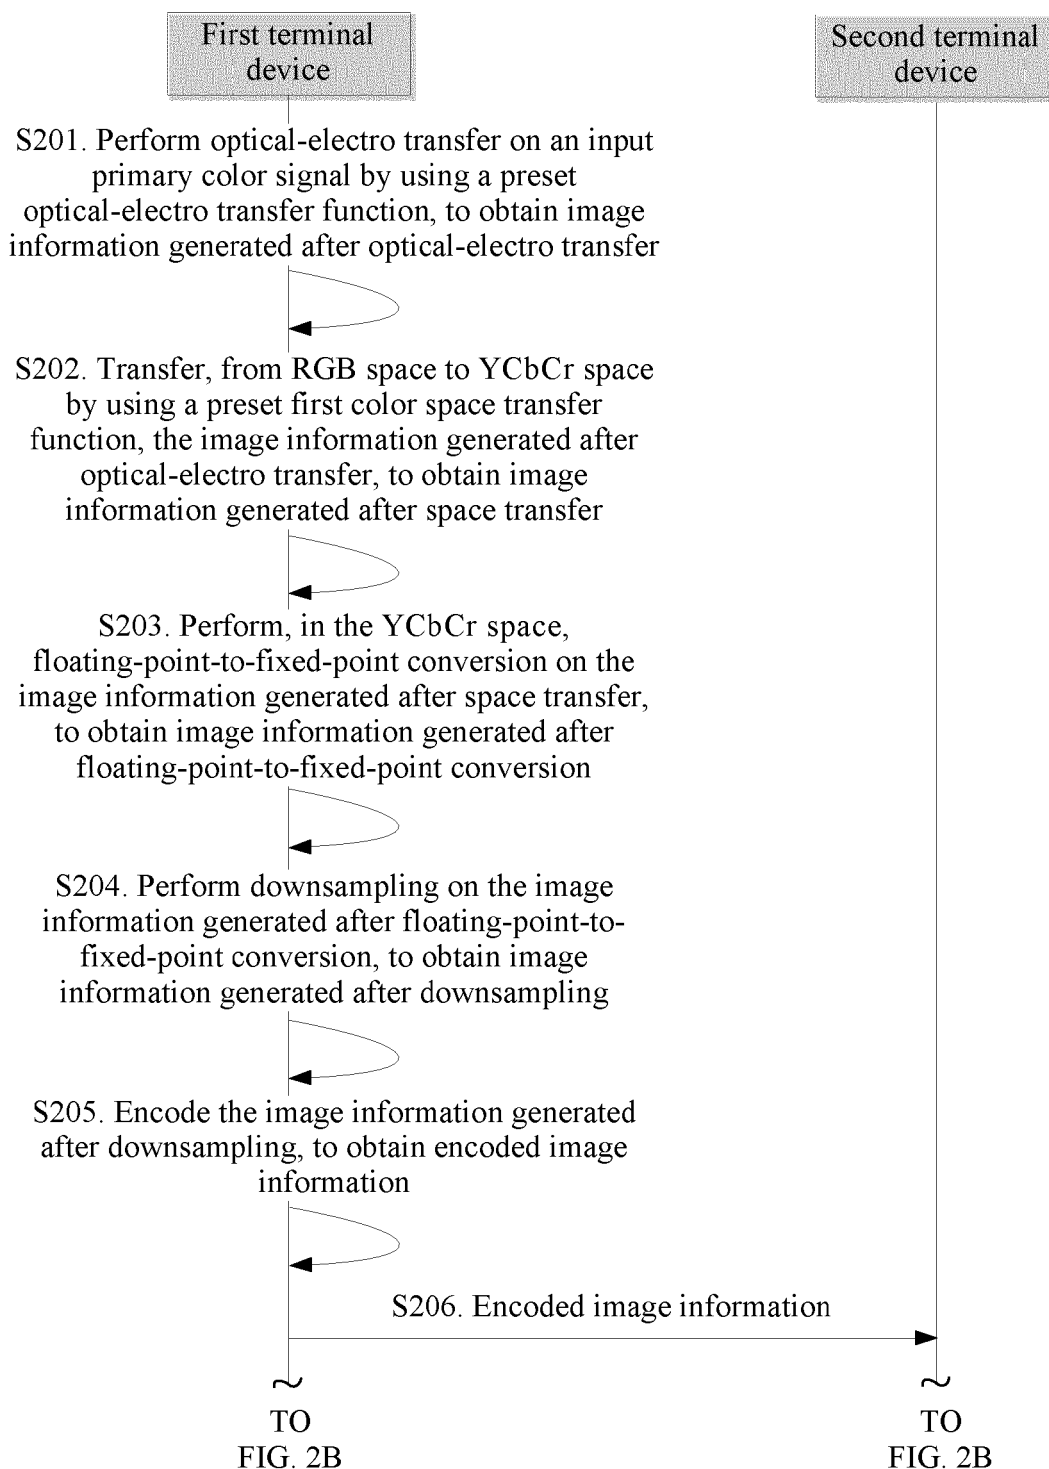 First terminal
device
Second terminal
device
S201. Perform optical-electro transfer on an input
primary color signal by using a preset
optical-electro transfer function, to obtain image
information generated after optical-electro transfer
S202. Transfer, from RGB space to YCbCr space
by using a preset first color space transfer
function, the image information generated after
optical-electro transfer, to obtain image
information generated after space transfer
S203. Perform, in the YCbCr space,
floating-point-to-fixed-point conversion on the
image information generated after space transfer,
to obtain image information generated after
floating-point-to-fixed-point conversion
S204. Perform downsampling on the image
information generated after floating-point-to-
fixed-point conversion, to obtain image
information generated after downsampling
S205. Encode the image information generated
after downsampling, to obtain encoded image
information
S206. Encoded image information
TO
FIG. 2B
TO
FIG. 2B